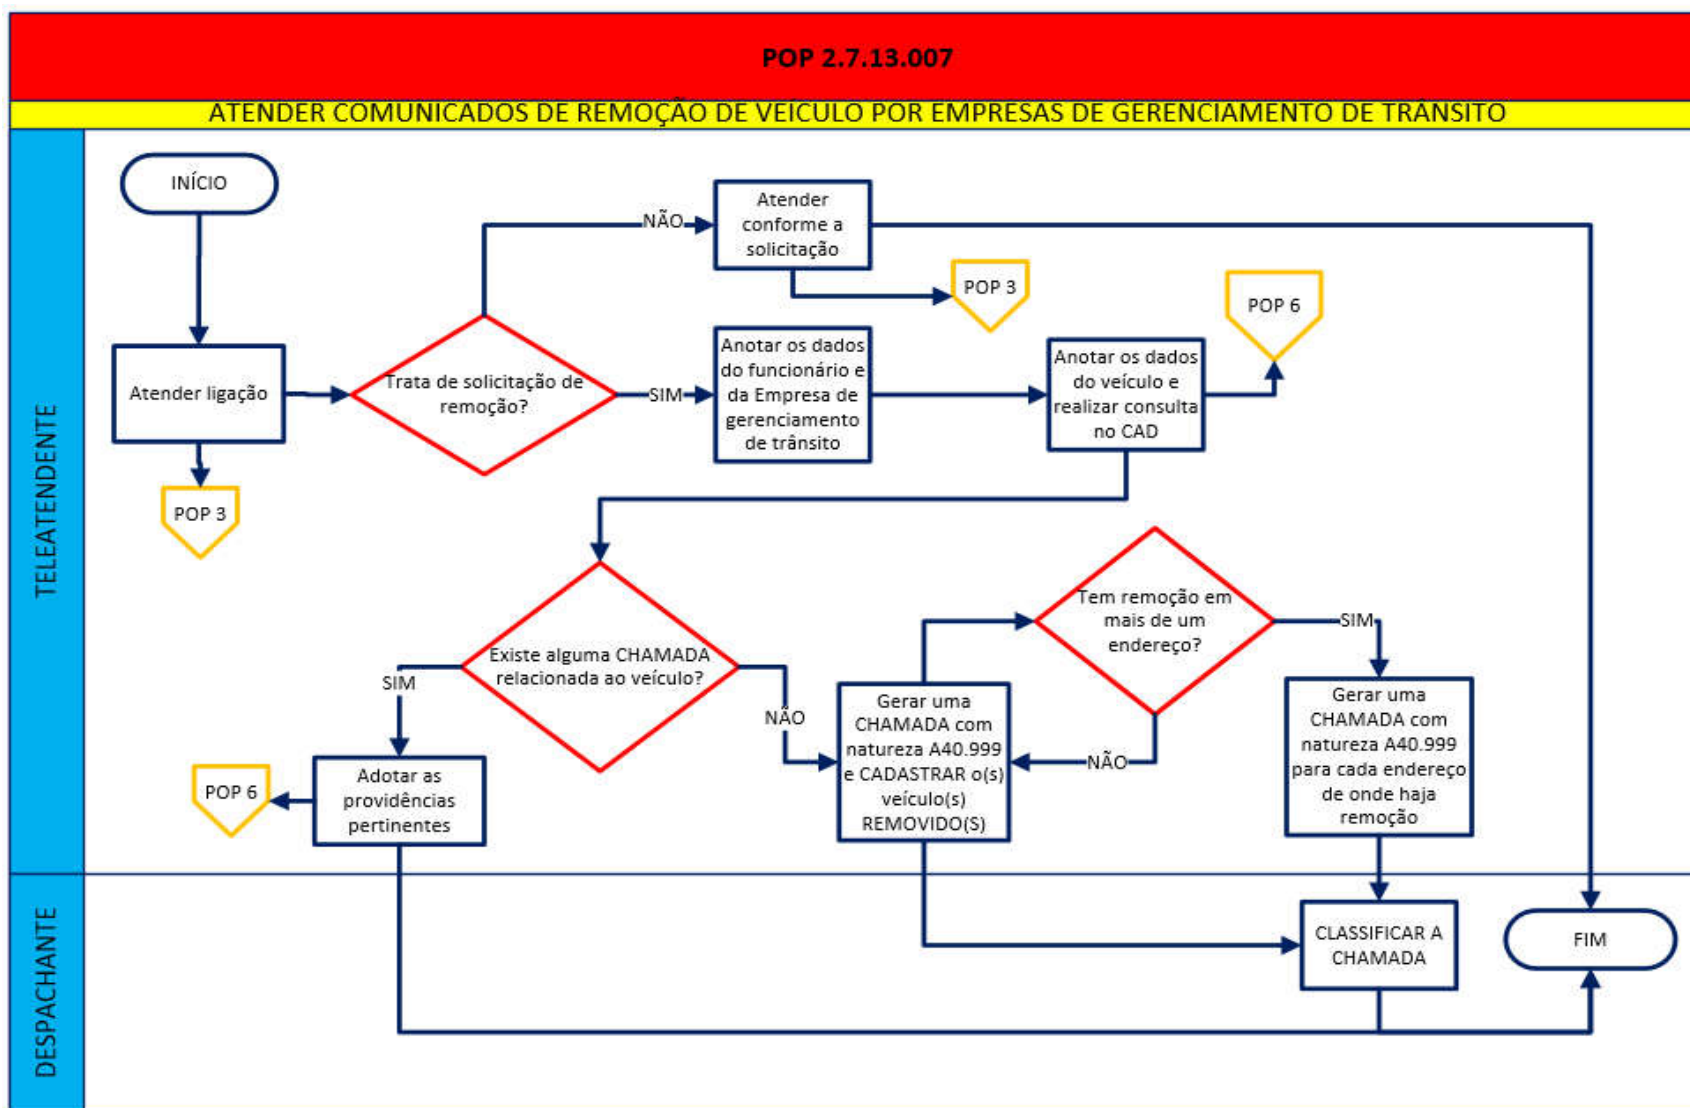 POP 2.7.13.007
ATENDER COMUNICADOS DE REMOÇÃO DE VEÍCULO POR EMPRESAS DE GERENCIAMENTO DE TRÂNSITO
TELEATENDENTE
INÍCIO
Atender ligação
POP 3
Trata de solicitação de
remoção?
NÃO
Atender
conforme a
solicitação
POP 3
SIM
Anotar os dados
do funcionário e
da Empresa de
gerenciamento
de trânsito
Anotar os dados
do veículo e
realizar consulta
no CAD
POP 6
Existe alguma CHAMADA
relacionada ao veículo?
SIM
Adotar as
providências
pertinentes
POP 6
NÃO
Gerar uma
CHAMADA com
natureza A40.999
e CADASTRAR o(s)
veículo(s)
REMOVIDO(S)
Tem remoção em
mais de um
endereço?
NÃO
SIM
Gerar uma
CHAMADA com
natureza A40.999
para cada endereço
de onde haja
remoção
DESPACHANTE
CLASSIFICAR A
CHAMADA
FIM